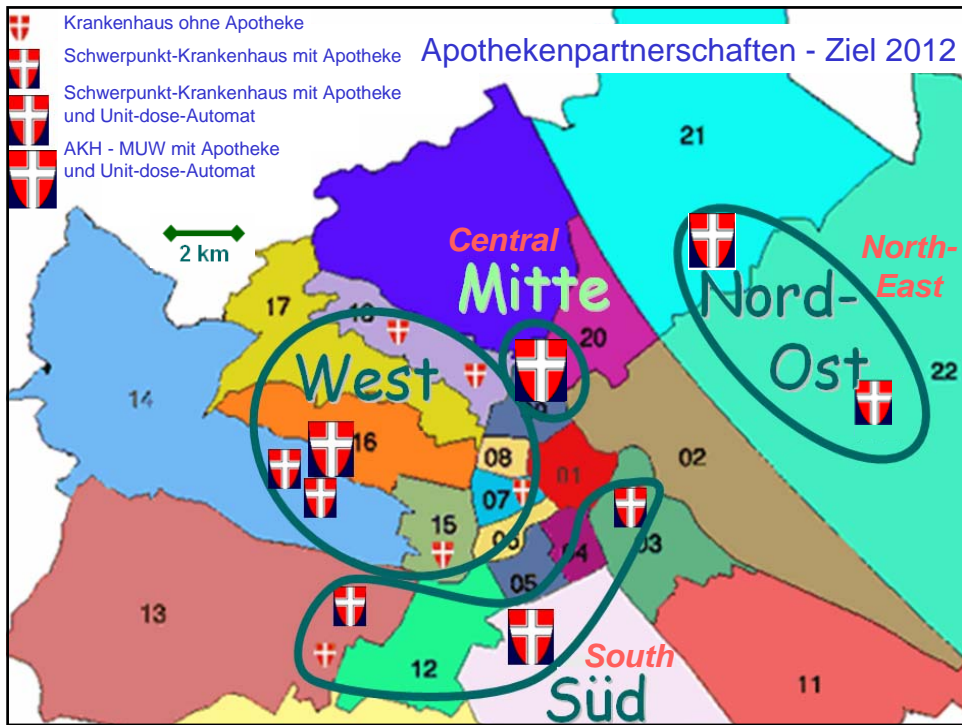 Krankenhaus ohne Apotheke
Schwerpunkt-Krankenhaus mit Apotheke
Schwerpunkt-Krankenhaus mit Apotheke
und Unit-dose-Automat
AKH - MUW mit Apotheke
und Unit-dose-Automat
Apothekenpartnerschaften - Ziel 2012
21
2 km
Central
Mitte
North-
East
Nord-
Ost
17
18
20
22
West
14
16
08
01
02
07
15
06
04
03
05
13
12
South
Süd
11